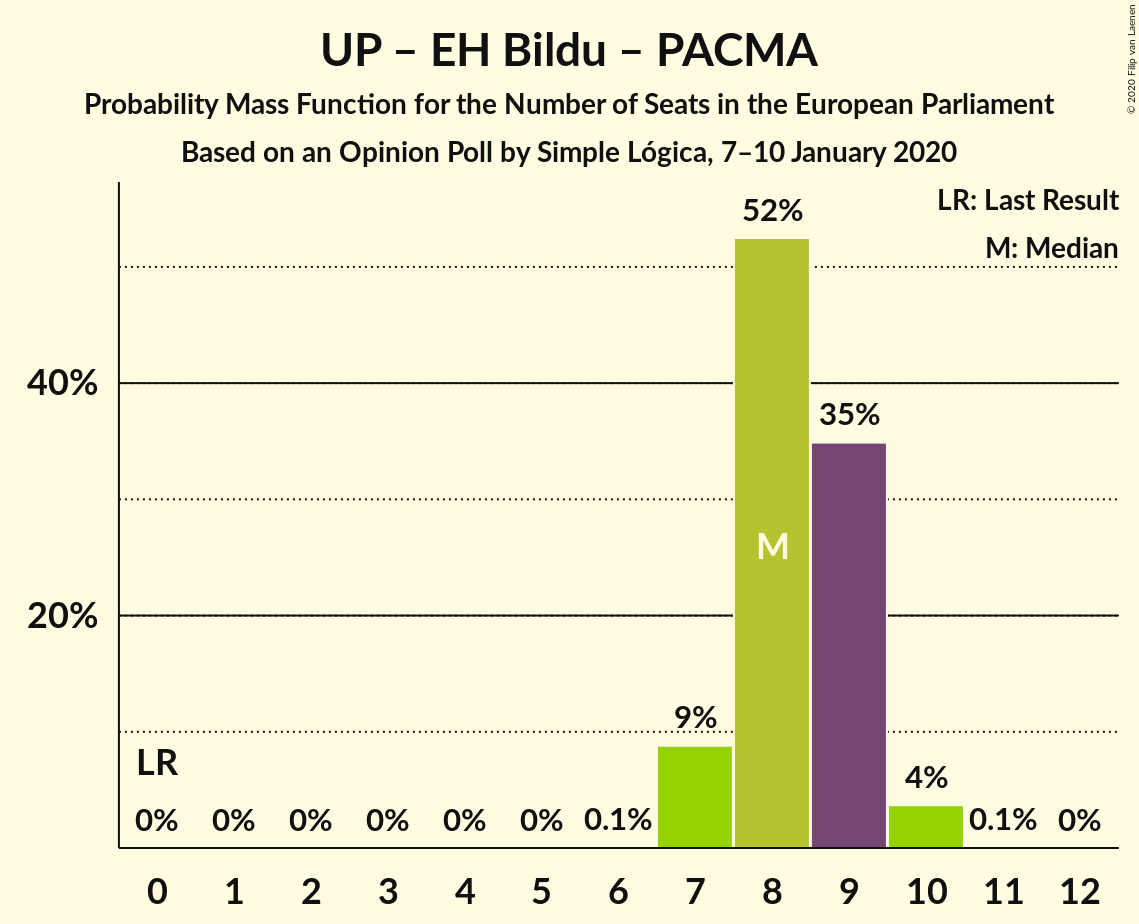 UP – EH Bildu – PACMA
Probability Mass Function for the Number of Seats in the European Parliament
Based on an Opinion Poll by Simple Lógica, 7–10 January 2020
© 2020 Filip van Laenen
LR: Last Result
M: Median
52%
40%
35%
M
20%
9%
LR
4%
0% 0% 0% 0% 0% 0% 0.1% 0.1% 0%
0 1 2 3 4 5 6 7 8 9 10 11 12